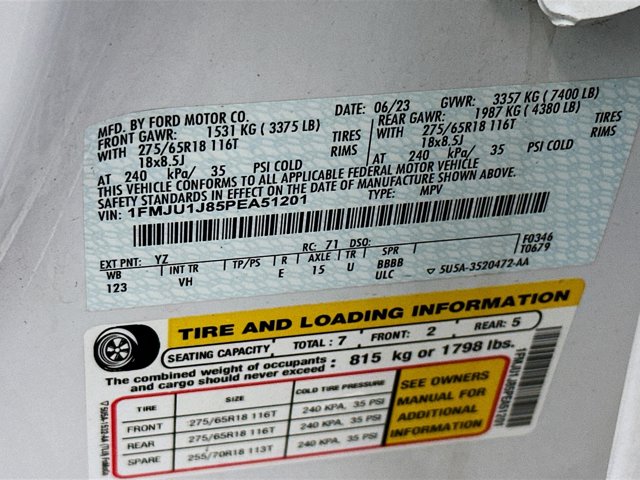 MFD. BY FORD MOTOR CO. DATE: 06/23 GVWR: 3357 KG ( 7400 LB)
FRONT GAWR: 1531 KG ( 3375 LB) REAR GAWR: 1987 KG ( 4380 LB)
WITH 275/65R18 116T TIRES WITH 275/65R18 116T TIRES
18x8.5J RIMS 18x8.5J RIMS
AT 240 kPa/ 35 PSI COLD AT 240 kPa/ 35 PSI COLD
THIS VEHICLE CONFORMS TO ALL APPLICABLE FEDERAL MOTOR VEHICLE
SAFETY STANDARDS IN EFFECT ON THE DATE OF MANUFACTURE SHOWN ABOVE.
VIN: 1FMJU1J85PEA51201 TYPE: MPV
F0346
T0679
EXT PNT: YZ RC: 71 DSO:
WB INT TR TP/PS R AXLE TR SPR
123 VH E 15 U BBBB
ULC ▽ 5U5A-3520472-AA
TIRE AND LOADING INFORMATION
SEATING CAPACITY TOTAL : 7 FRONT: 2 REAR: 5
The combined weight of occupants and cargo should never exceed : 815 kg or 1798 lbs.
TIRE SIZE COLD TIRE PRESSURE
FRONT 275/65R18 116T 240 KPA, 35 PSI
REAR 275/65R18 116T 240 KPA, 35 PSI
SPARE 255/70R18 113T 240 KPA, 35 PSI
SEE OWNERS
MANUAL FOR
ADDITIONAL
INFORMATION
1FMJU1J85PEA51201